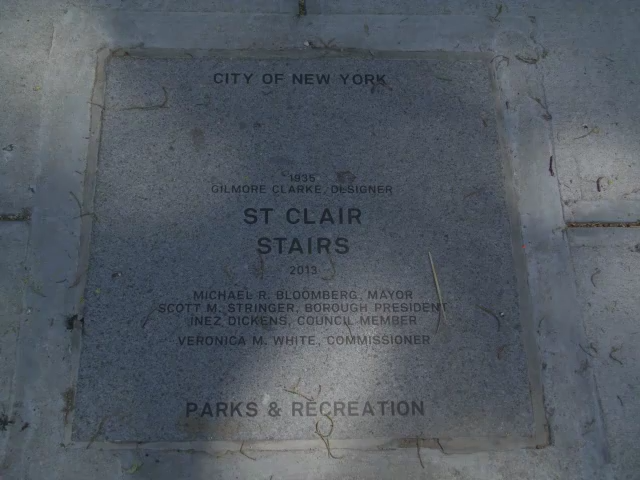 CITY OF NEW YORK
1935
GILMORE CLARKE, DESIGNER
ST CLAIR
STAIRS
2013
MICHAEL R. BLOOMBERG, MAYOR
SCOTT M. STRINGER, BOROUGH PRESIDENT
INEZ DICKENS, COUNCIL MEMBER
VERONICA M. WHITE, COMMISSIONER
PARKS & RECREATION